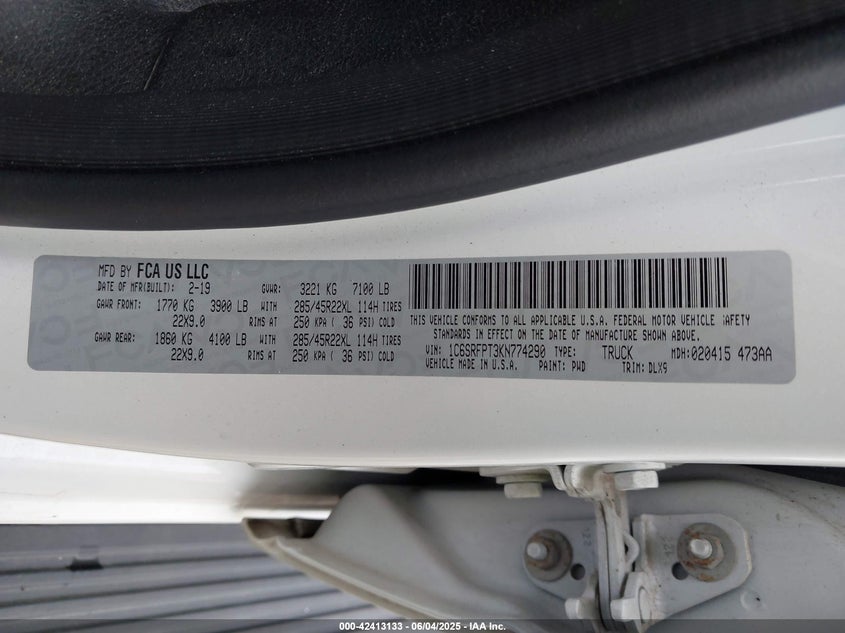 MFD BY FCA US LLC
DATE OF MFR(BUILT): 2-19 GVWR: 3221 KG 7100 LB
GAWR FRONT: 1770 KG 3900 LB WITH 285/45R22XL 114H TIRES
22X9.0 RIMS AT 250 KPA ( 36 PSI) COLD
GAWR REAR: 1860 KG 4100 LB WITH 285/45R22XL 114H TIRES
22X9.0 RIMS AT 250 KPA ( 36 PSI) COLD
THIS VEHICLE CONFORMS TO ALL APPLICABLE U.S.A. FEDERAL MOTOR VEHICLE SAFETY
STANDARDS IN EFFECT ON THE DATE OF MANUFACTURE SHOWN ABOVE.
VIN: 1C6SRFPT3KN774290 TYPE: TRUCK MDH: 020415 473AA
VEHICLE MADE IN U.S.A. PAINT: PWD TRIM: DLX9
000-42413133 - 06/04/2025 - © IAA Inc.